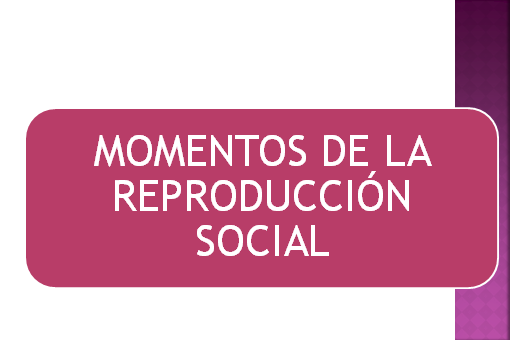 MOMENTOS DE LA
REPRODUCCIÓN
SOCIAL